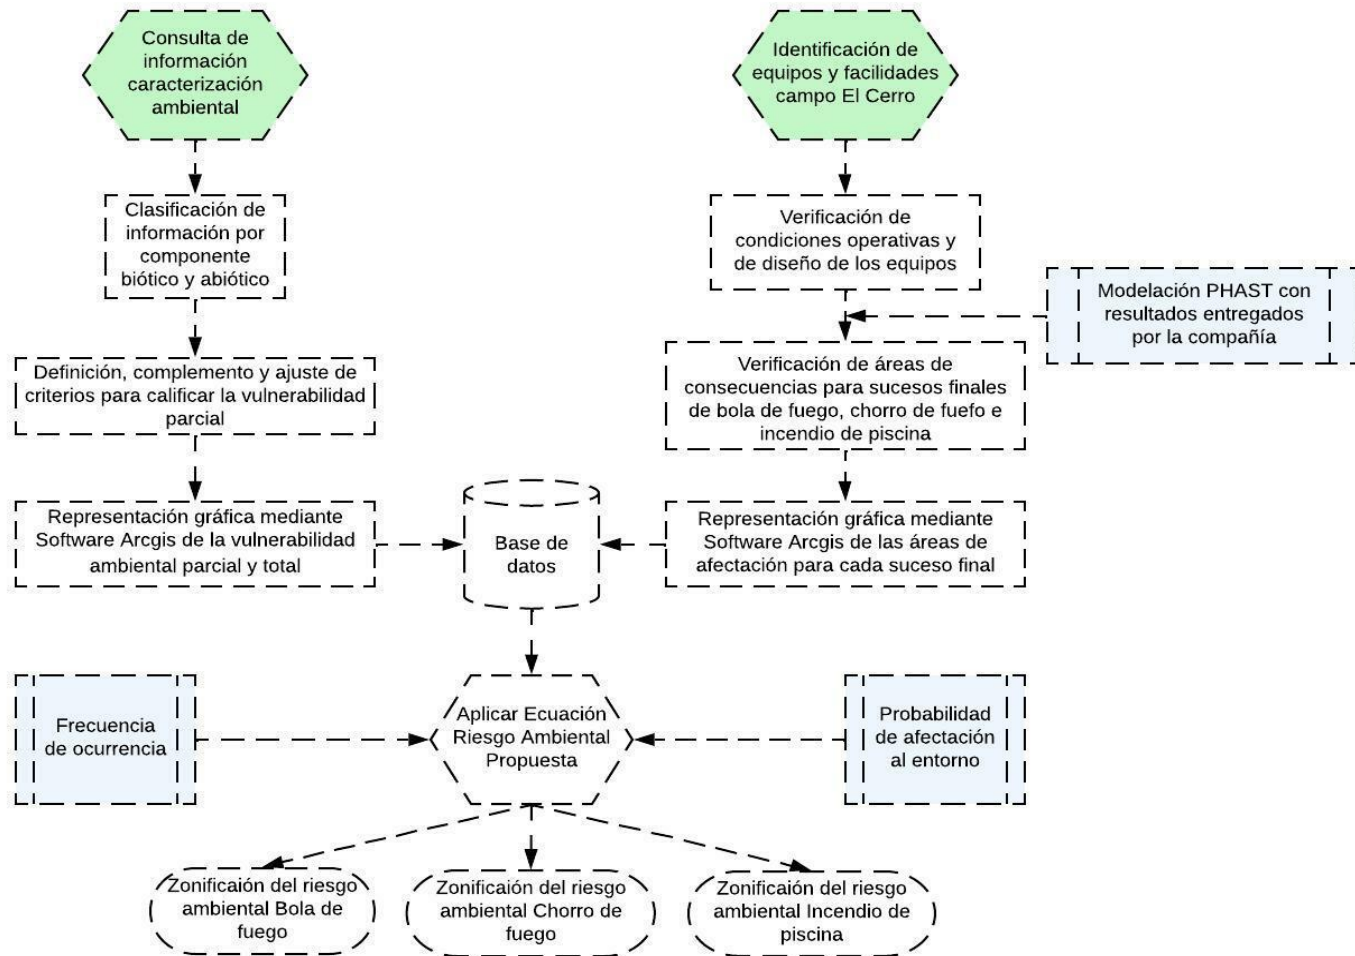 Consulta de
información
caracterización
ambiental
Identificación de
equipos y facilidades
campo El Cerro
Clasificación de
información por
componente
biótico y abiótico
Verificación de
condiciones operativas y
de diseño de los equipos
Modelación PHAST con
resultados entregados
por la compañía
Definición, complemento y ajuste de
criterios para calificar la vulnerabilidad
parcial
Verificación de áreas de
consecuencias para sucesos finales
de bola de fuego, chorro de fuefo e
incendio de piscina
Representación gráfica mediante
Software Arcgis de la vulnerabilidad
ambiental parcial y total
Base de
datos
Representación gráfica mediante
Software Arcgis de las áreas de
afectación para cada suceso final
Frecuencia
de ocurrencia
Aplicar Ecuación
Riesgo Ambiental
Propuesta
Probabilidad
de afectación
al entorno
Zonificaión del riesgo
ambiental Bola de
fuego
Zonificaión del riesgo
ambiental Chorro de
fuego
Zonificaión del riesgo
ambiental Incendio de
piscina